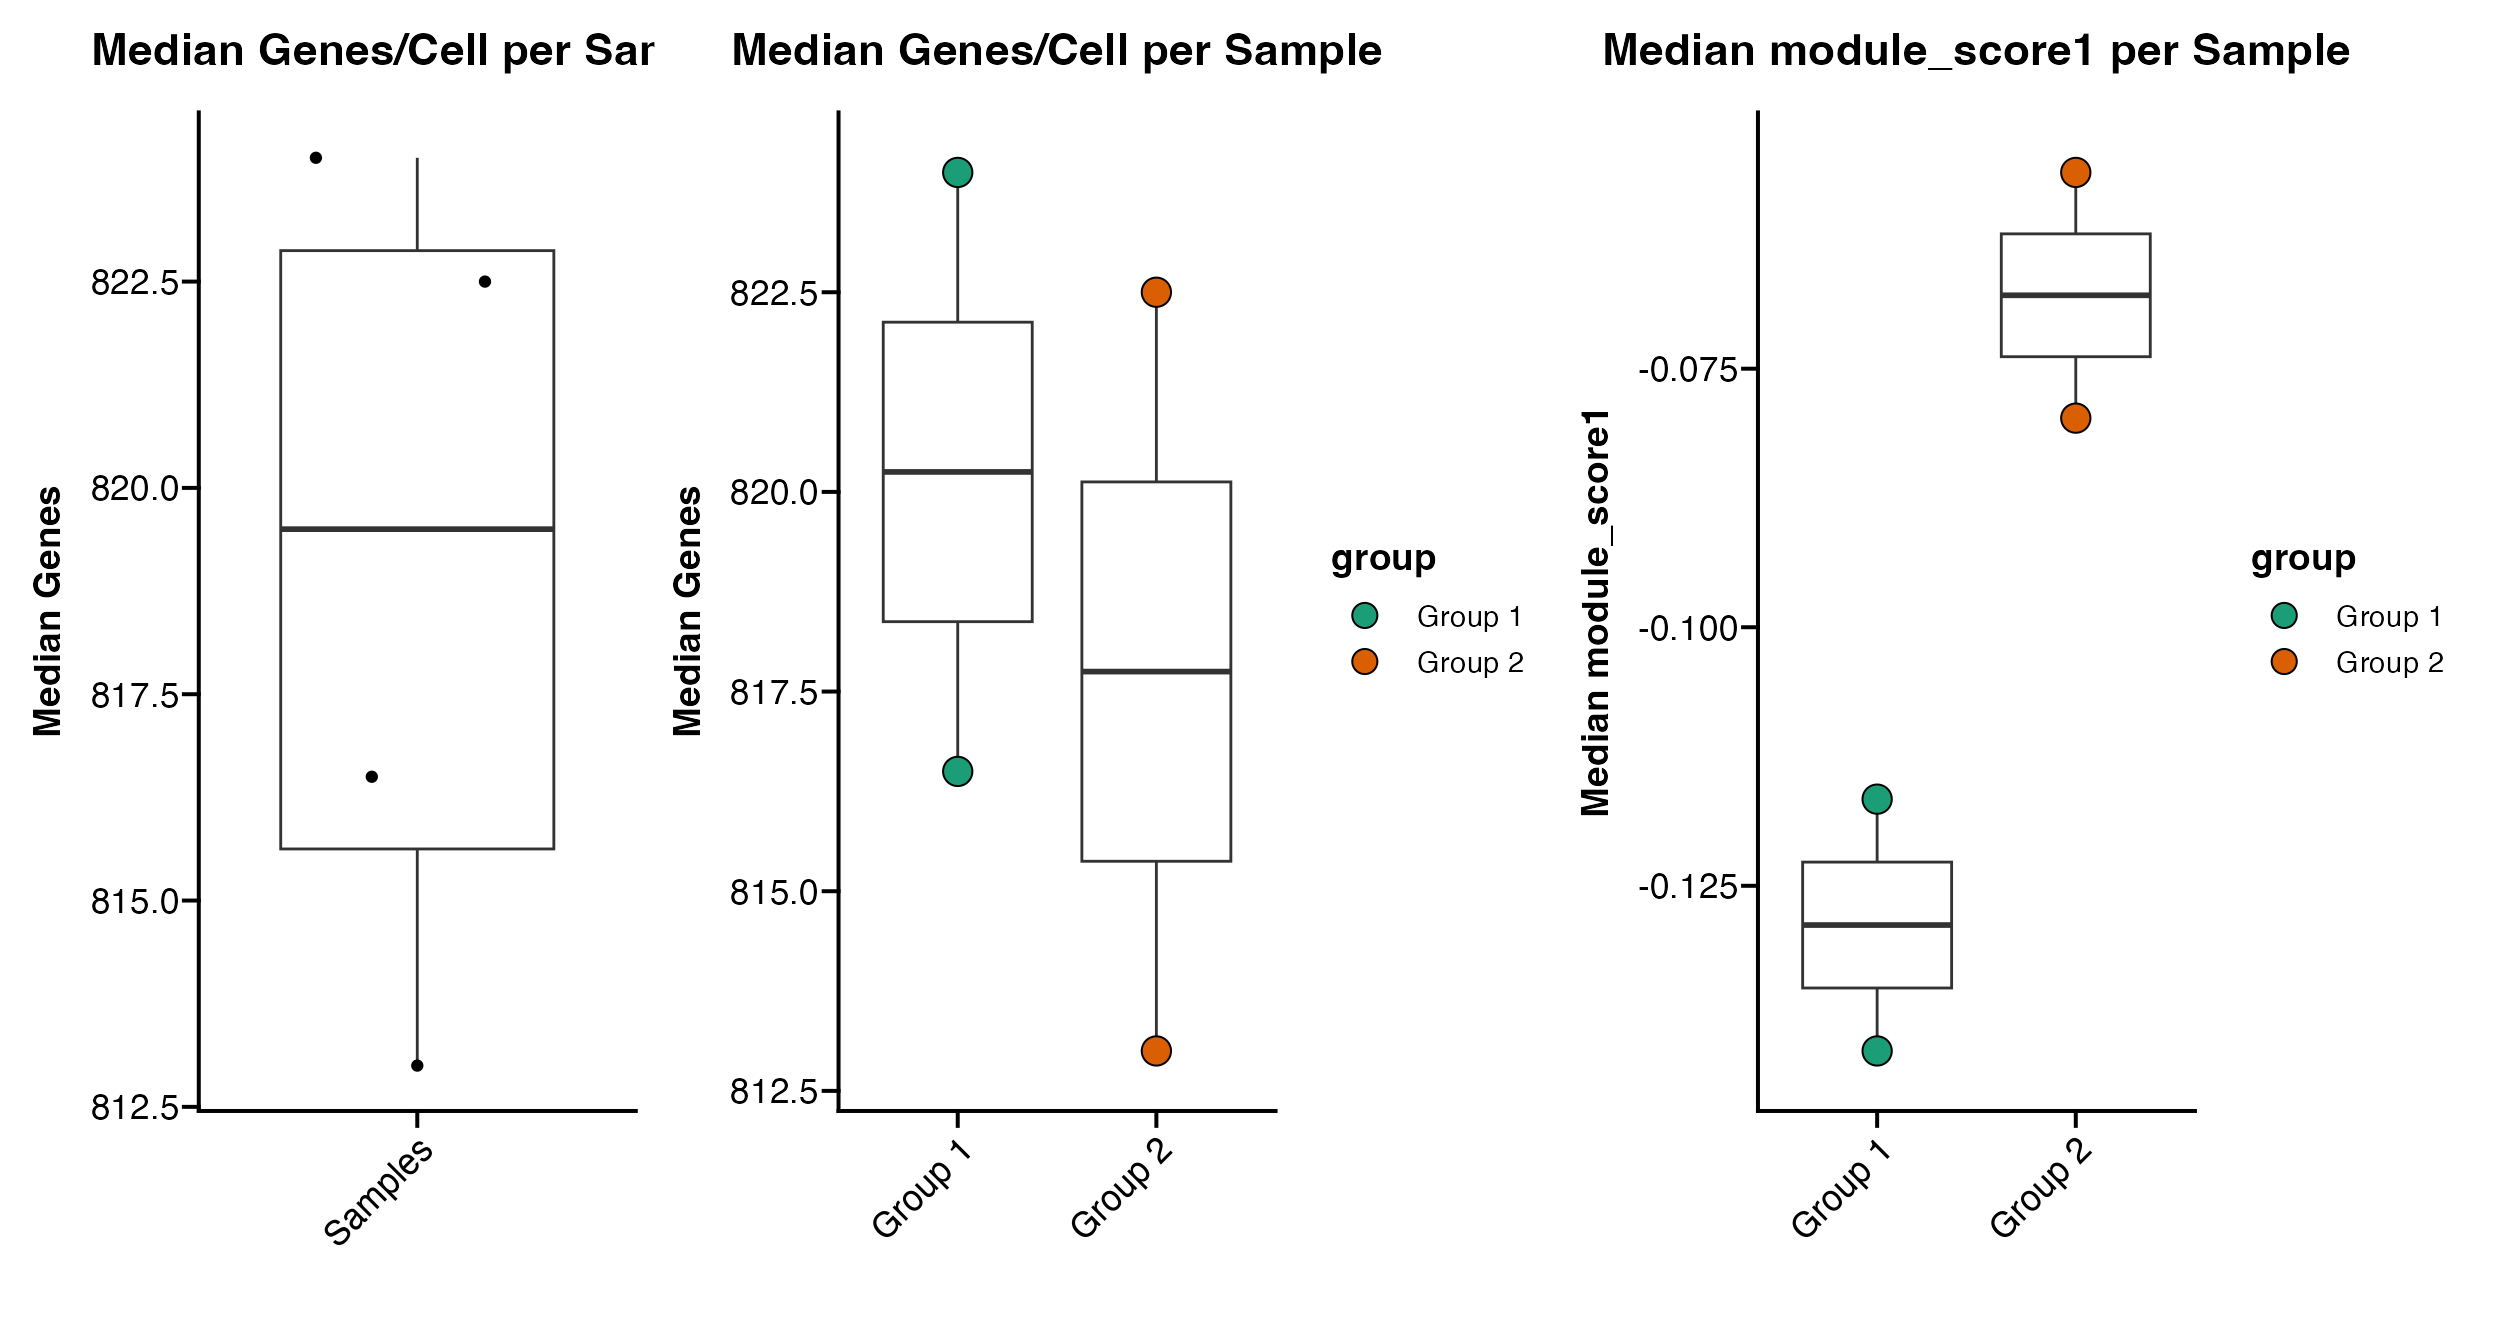 Median Genes/Cell per Sar
Median Genes
822.5
820.0
817.5
815.0
812.5
Samples
Median Genes/Cell per Sample
Median Genes
822.5
820.0
817.5
815.0
812.5
Group 1
Group 2
group
Group 1
Group 2
Median module_score1 per Sample
Median module_score1
-0.075
-0.100
-0.125
Group 1
Group 2
group
Group 1
Group 2